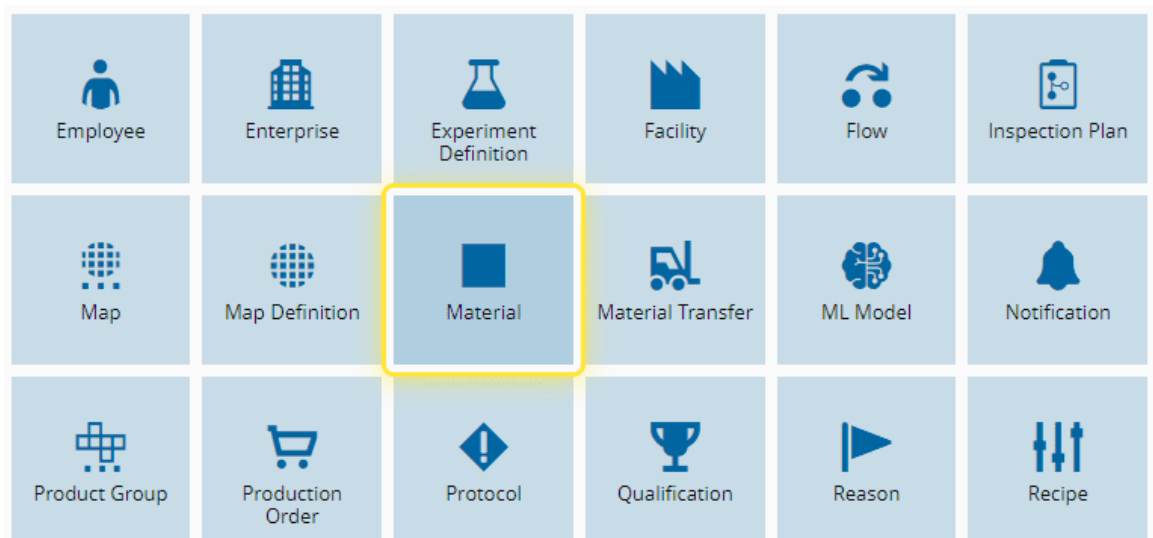 Employee
Enterprise
Experiment
Definition
Facility
Flow
Inspection Plan
Map
Map Definition
Material
Material Transfer
ML Model
Notification
Product Group
Production
Order
Protocol
Qualification
Reason
Recipe